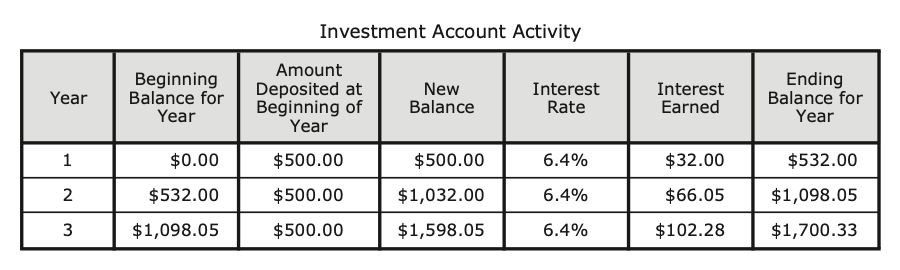 Investment Account Activity
Year
Beginning
Balance for
Year
Amount
Deposited at
Beginning of
Year
New
Balance
Interest
Rate
Interest
Earned
Ending
Balance for
Year
1 $0.00 $500.00 $500.00 6.4% $32.00 $532.00
2 $532.00 $500.00 $1,032.00 6.4% $66.05 $1,098.05
3 $1,098.05 $500.00 $1,598.05 6.4% $102.28 $1,700.33